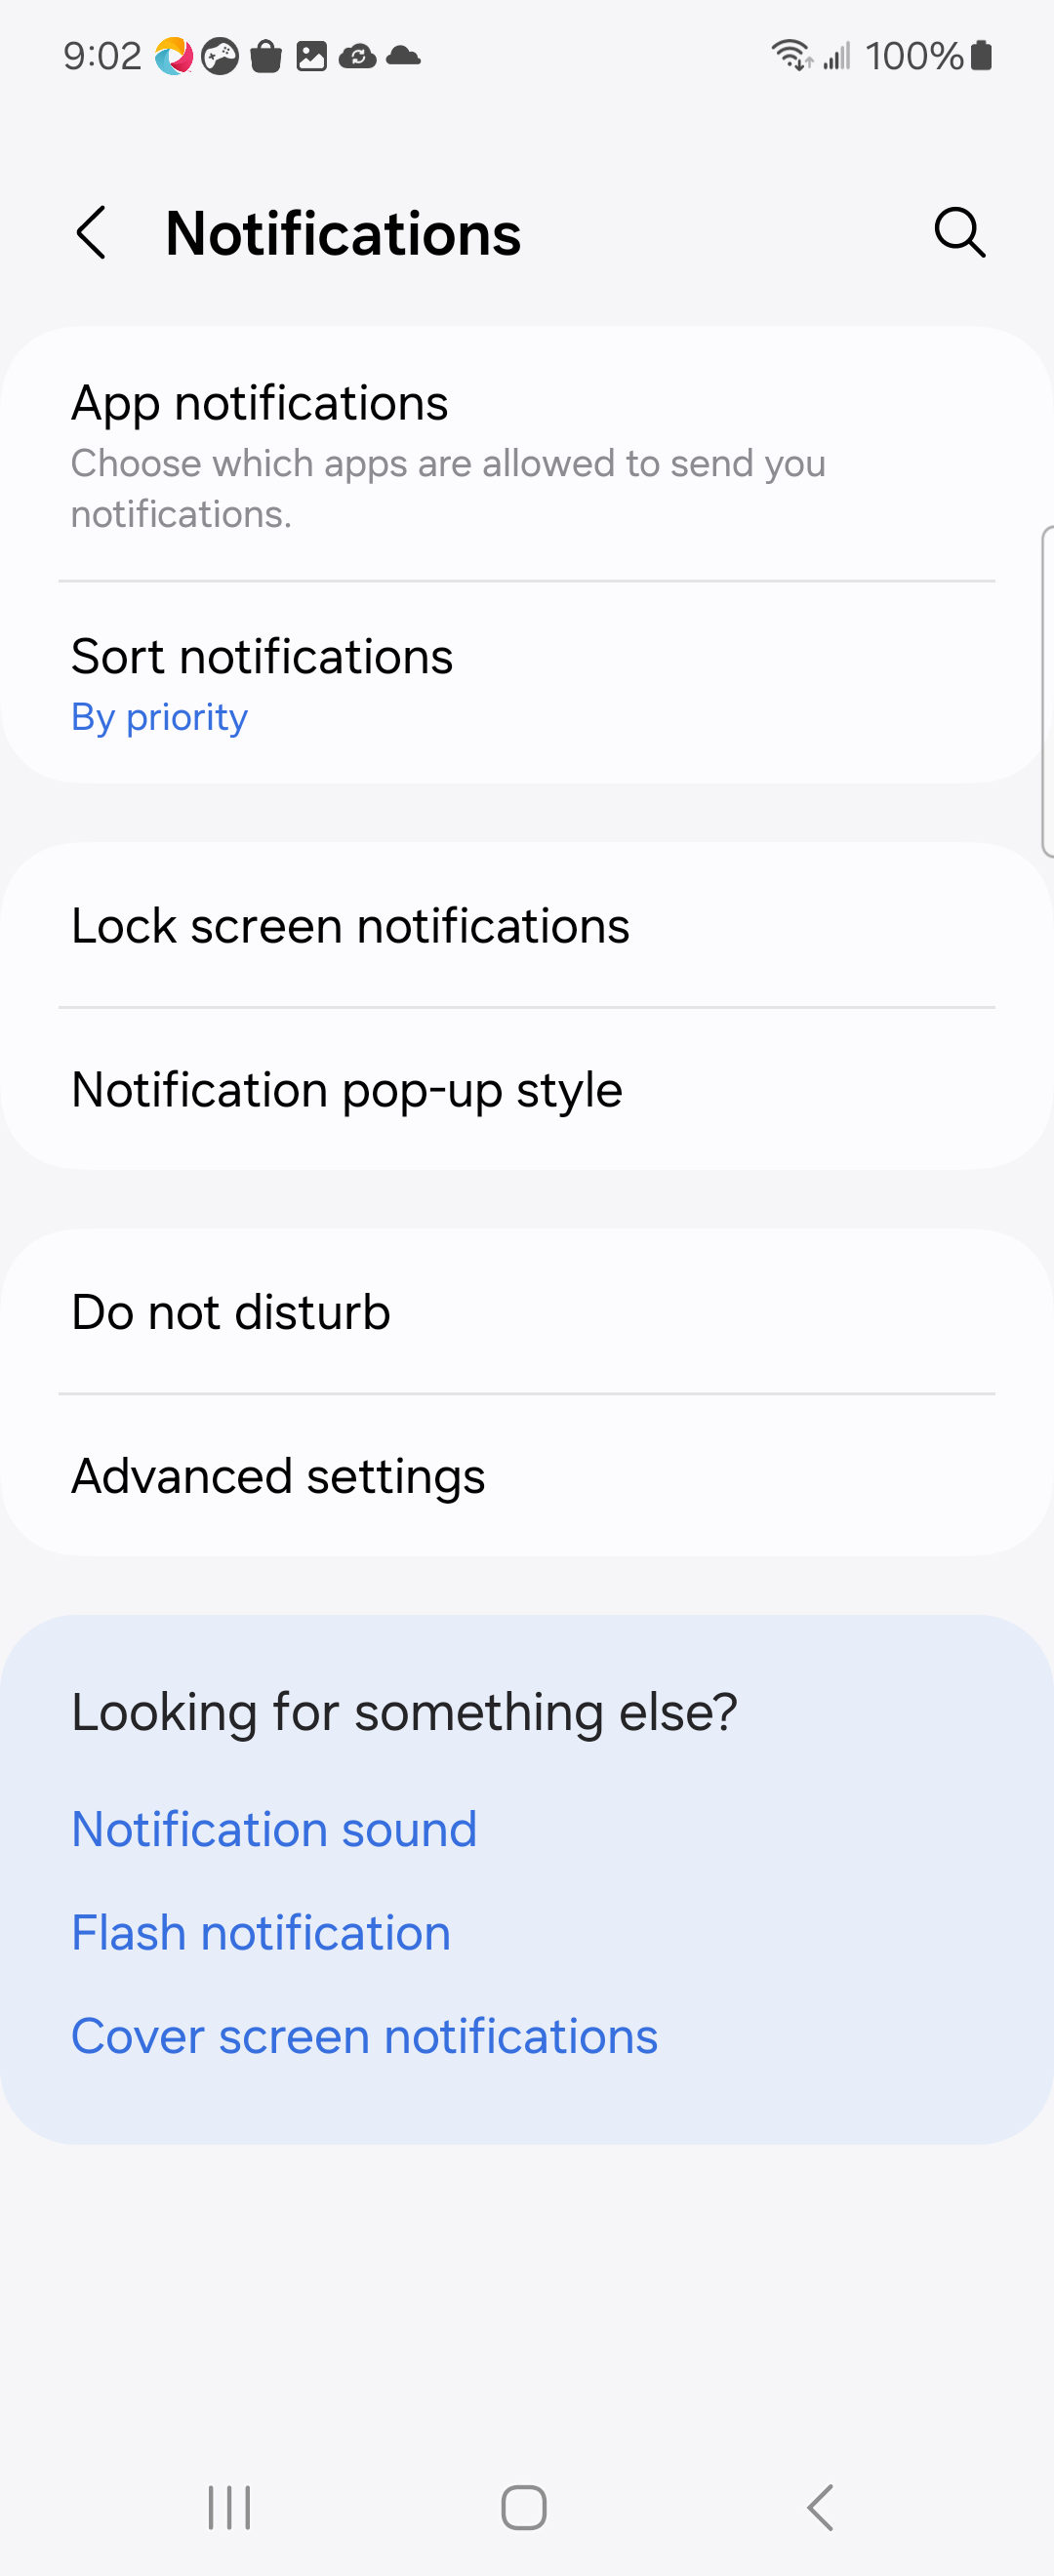 9:02
100%
Notifications
App notifications
Choose which apps are allowed to send you
notifications.
Sort notifications
By priority
Lock screen notifications
Notification pop-up style
Do not disturb
Advanced settings
Looking for something else?
Notification sound
Flash notification
Cover screen notifications